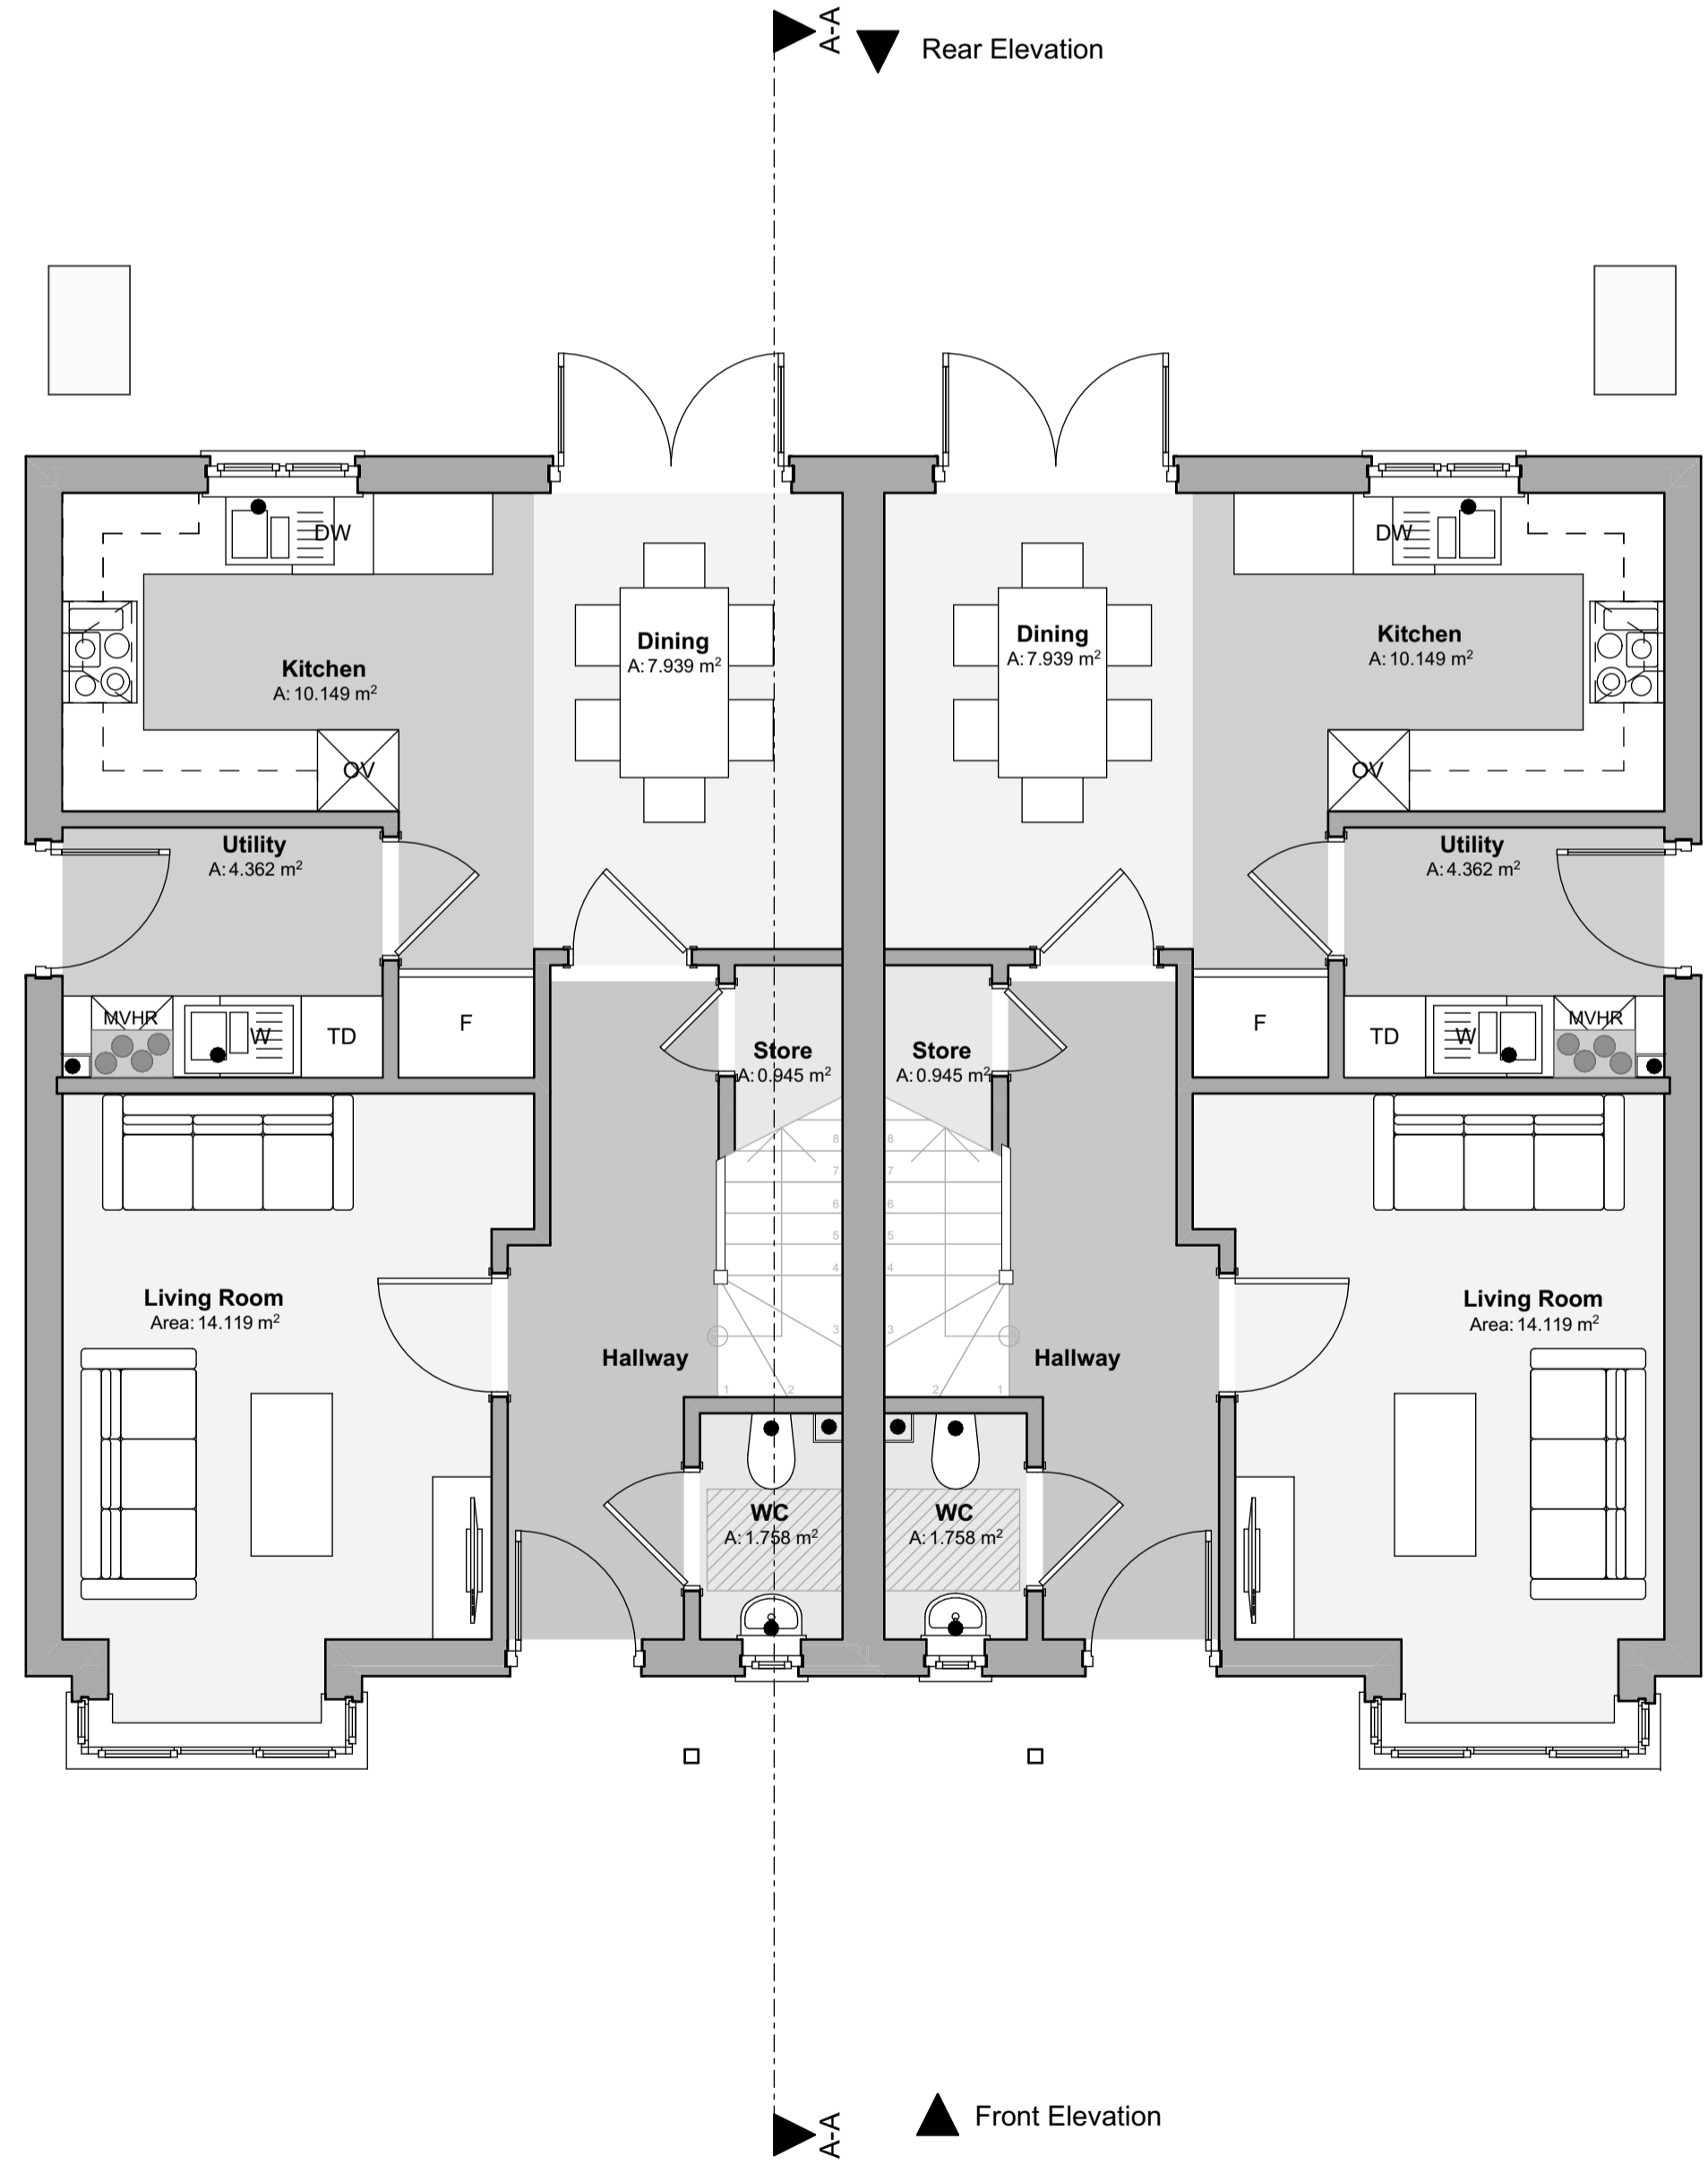 A-A
Rear Elevation
DW
DW
Dining
A: 7.939 m²
Dining
A: 7.939 m²
Kitchen
A: 10.149 m²
Kitchen
A: 10.149 m²
OV
OV
Utility
A: 4.362 m²
Utility
A: 4.362 m²
MVHR
W
TD
F
F
TD
W
MVHR
Store
A: 0.945 m²
Store
A: 0.945 m²
8
8
7
7
6
6
5
5
4
4
3
3
1
2
2
1
Living Room
Area: 14.119 m²
Living Room
Area: 14.119 m²
Hallway
Hallway
WC
A: 1.758 m²
WC
A: 1.758 m²
A-A
Front Elevation